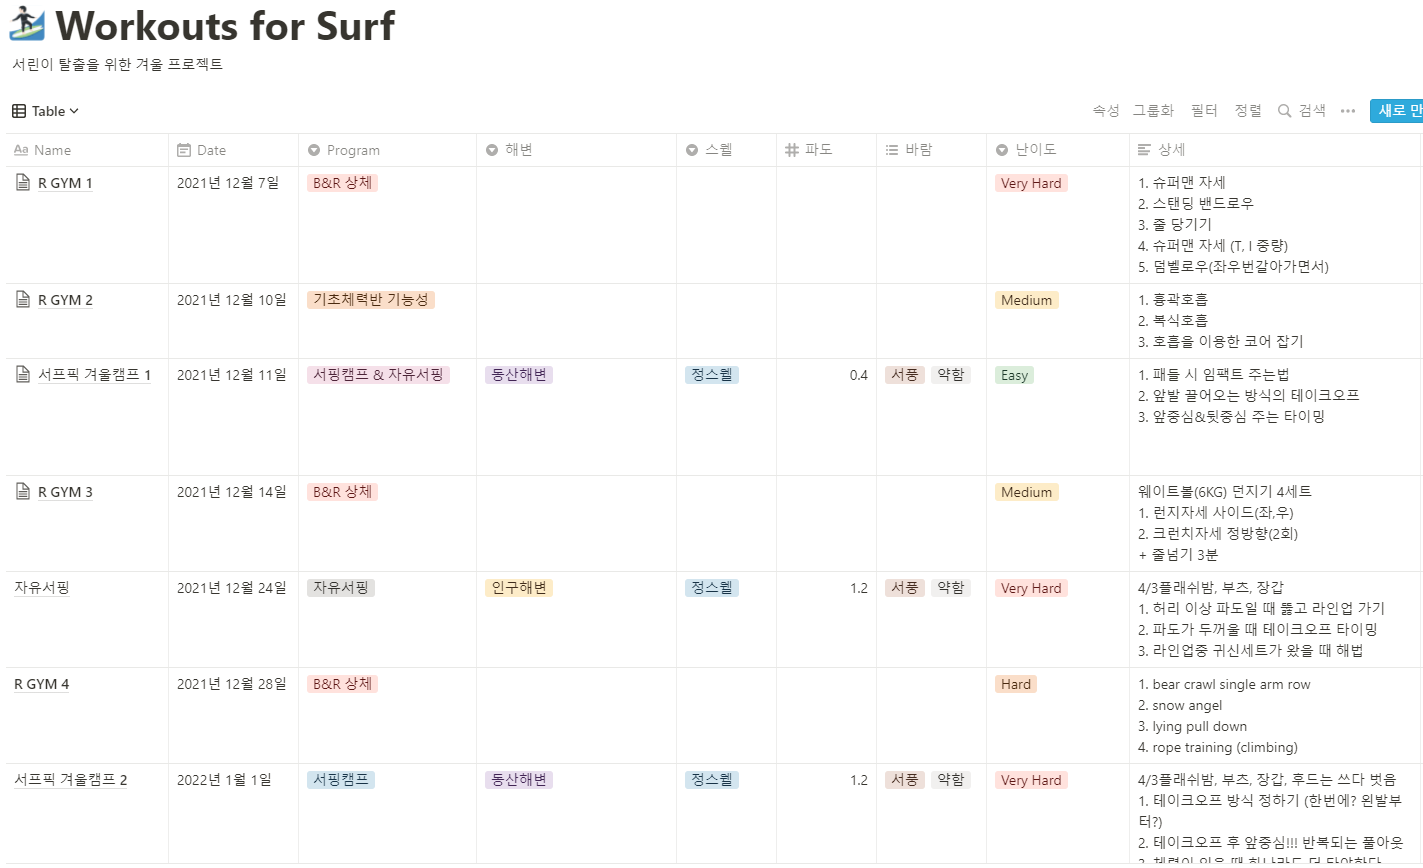 Workouts for Surf
서린이 탈출을 위한 겨울 프로젝트
Table
속성 그룹화 필터 정렬 검색 새로 만
Aa Name Date Program 해변 스웰 파도 바람 난이도 상세
R GYM 1 2021년 12월 7일 B&R 상체 Very Hard 1. 슈퍼맨 자세
2. 스탠딩 밴드로우
3. 줄 당기기
4. 슈퍼맨 자세 (T, I 중량)
5. 덤벨로우(좌우번갈아가면서)
R GYM 2 2021년 12월 10일 기초체력반 기능성 Medium 1. 흉곽호흡
2. 복식호흡
3. 호흡을 이용한 코어 잡기
서프픽 겨울캠프 1 2021년 12월 11일 서핑캠프 & 자유서핑 동산해변 정스웰 0.4 서풍 약함 Easy 1. 패들 시 임팩트 주는법
2. 앞발 끌어오는 방식의 테이크오프
3. 앞중심&뒷중심 주는 타이밍
R GYM 3 2021년 12월 14일 B&R 상체 Medium 웨이트볼(6KG) 던지기 4세트
1. 런지자세 사이드(좌,우)
2. 크런치자세 정방향(2회)
+ 줄넘기 3분
자유서핑 2021년 12월 24일 자유서핑 인구해변 정스웰 1.2 서풍 약함 Very Hard 4/3플래쉬밤, 부츠, 장갑
1. 허리 이상 파도일 때 뚫고 라인업 가기
2. 파도가 두꺼울 때 테이크오프 타이밍
3. 라인업중 귀신세트가 왔을 때 해법
R GYM 4 2021년 12월 28일 B&R 상체 Hard 1. bear crawl single arm row
2. snow angel
3. lying pull down
4. rope training (climbing)
서프픽 겨울캠프 2 2022년 1월 1일 서핑캠프 동산해변 정스웰 1.2 서풍 약함 Very Hard 4/3플래쉬밤, 부츠, 장갑, 후드는 쓰다 벗음
1. 테이크오프 방식 정하기 (한번에? 왼발부
터?)
2. 테이크오프 후 앞중심!!! 반복되는 풀아웃